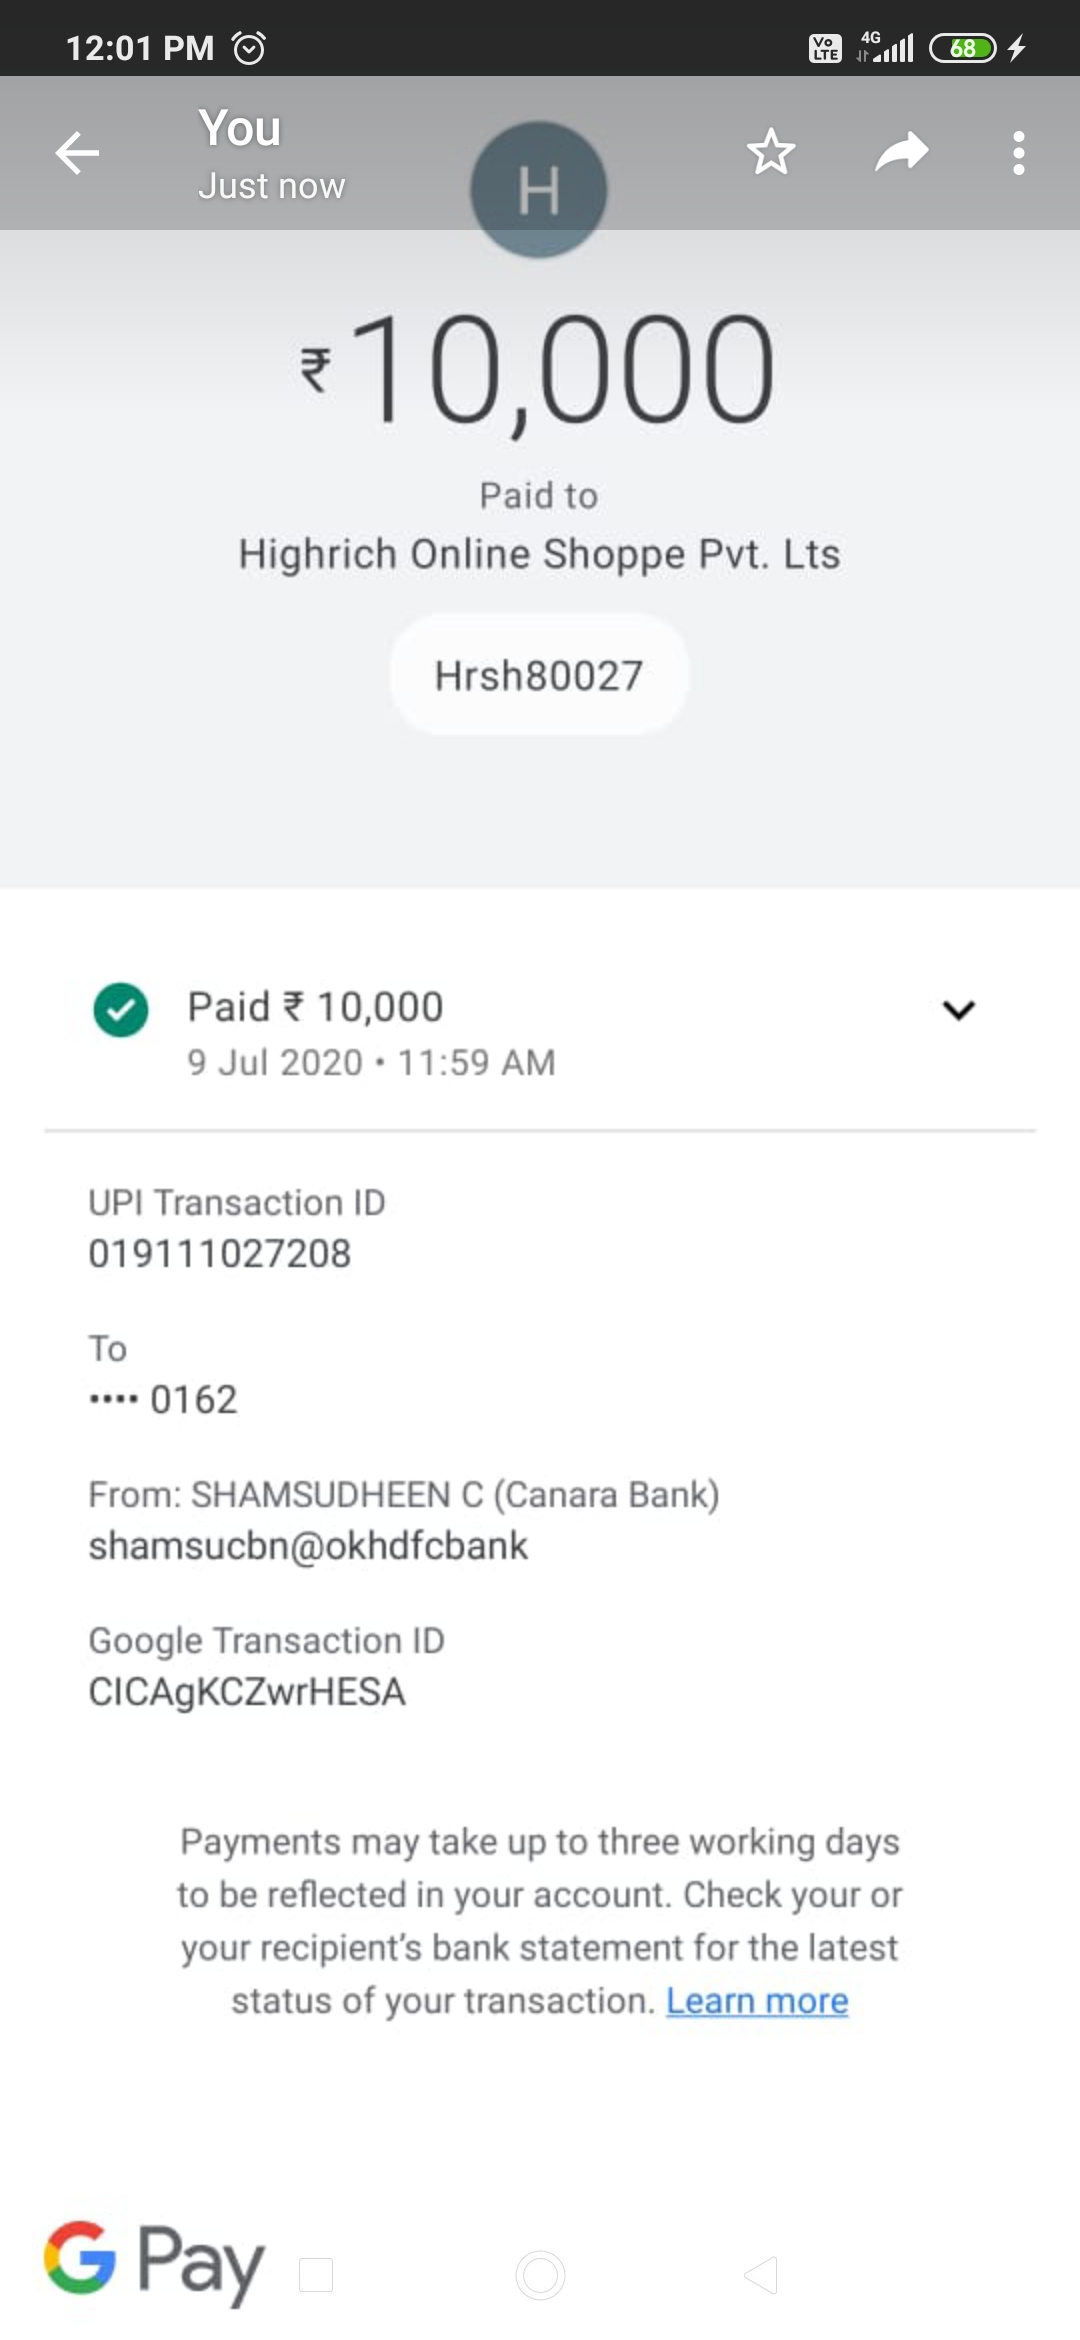 12:01 PM
Vo LTE 4G 68
You
Just now
H
₹10,000
Paid to
Highrich Online Shoppe Pvt. Lts
Hrsh80027
Paid ₹ 10,000
9 Jul 2020 • 11:59 AM
UPI Transaction ID
019111027208
To
•••• 0162
From: SHAMSUDHEEN C (Canara Bank)
shamsucbn@okhdfcbank
Google Transaction ID
CICAgKCZwrHESA
Payments may take up to three working days
to be reflected in your account. Check your or
your recipient's bank statement for the latest
status of your transaction. Learn more
G Pay